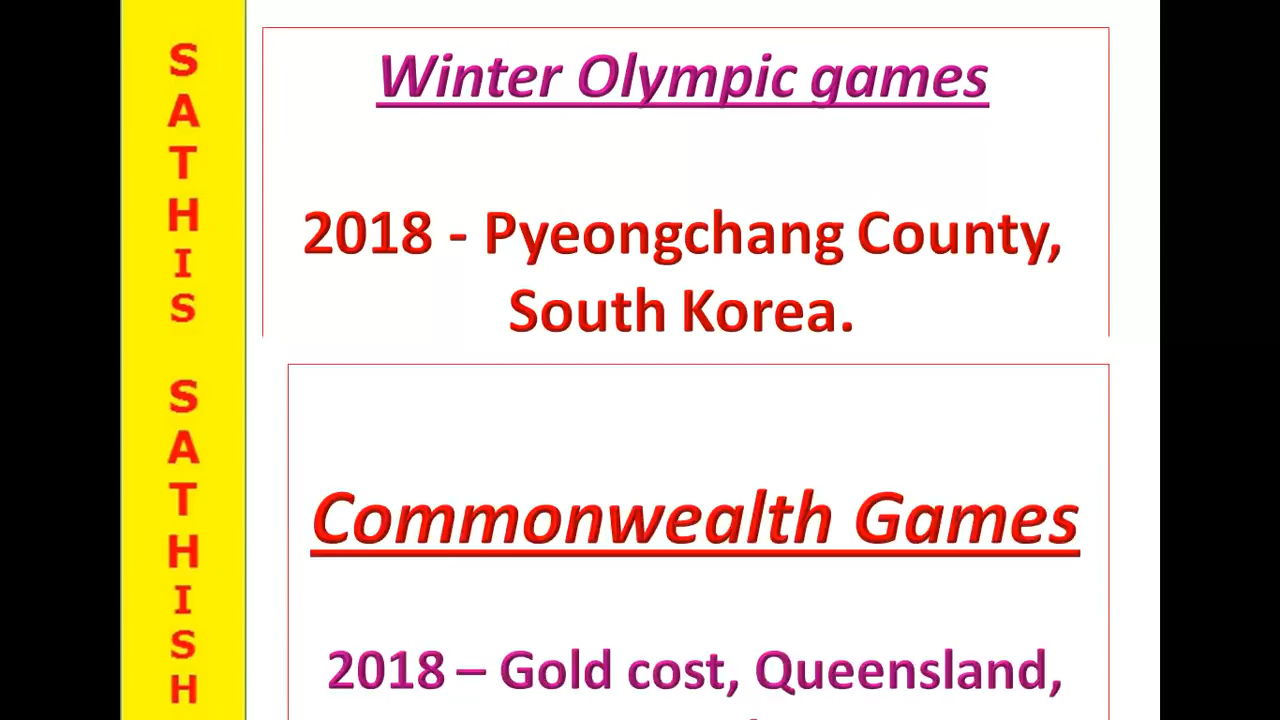 SATHIS
SATHISH
Winter Olympic games
2018 - Pyeongchang County,
South Korea.
Commonwealth Games
2018 – Gold cost, Queensland,